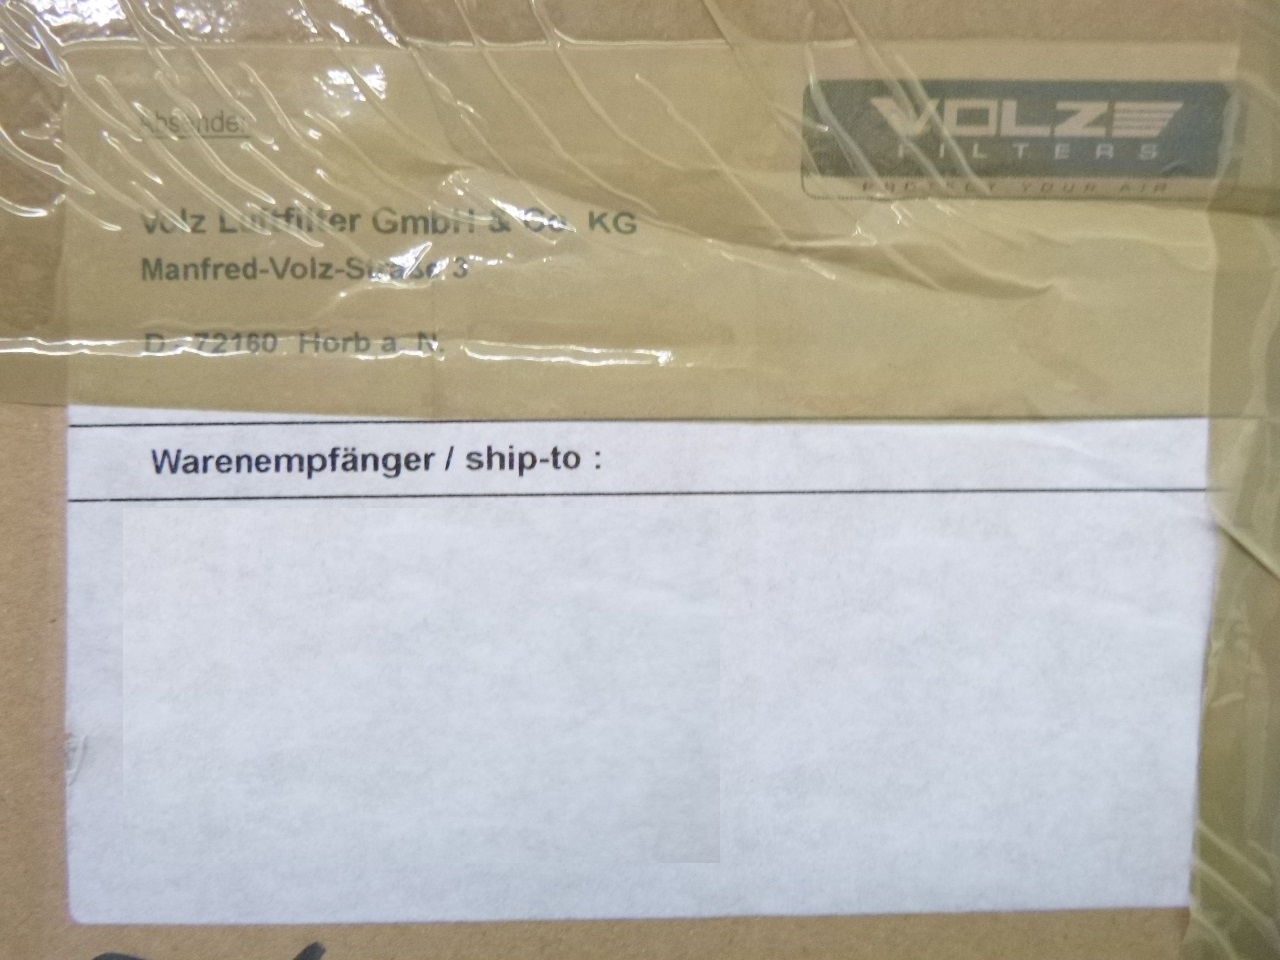 Absender
VOLZ
FILTERS
PROTECT YOUR AIR
Volz Luftfilter GmbH & Co. KG
Manfred-Volz-Straße 3
D - 72160 Horb a. N.
Warenempfänger / ship-to :